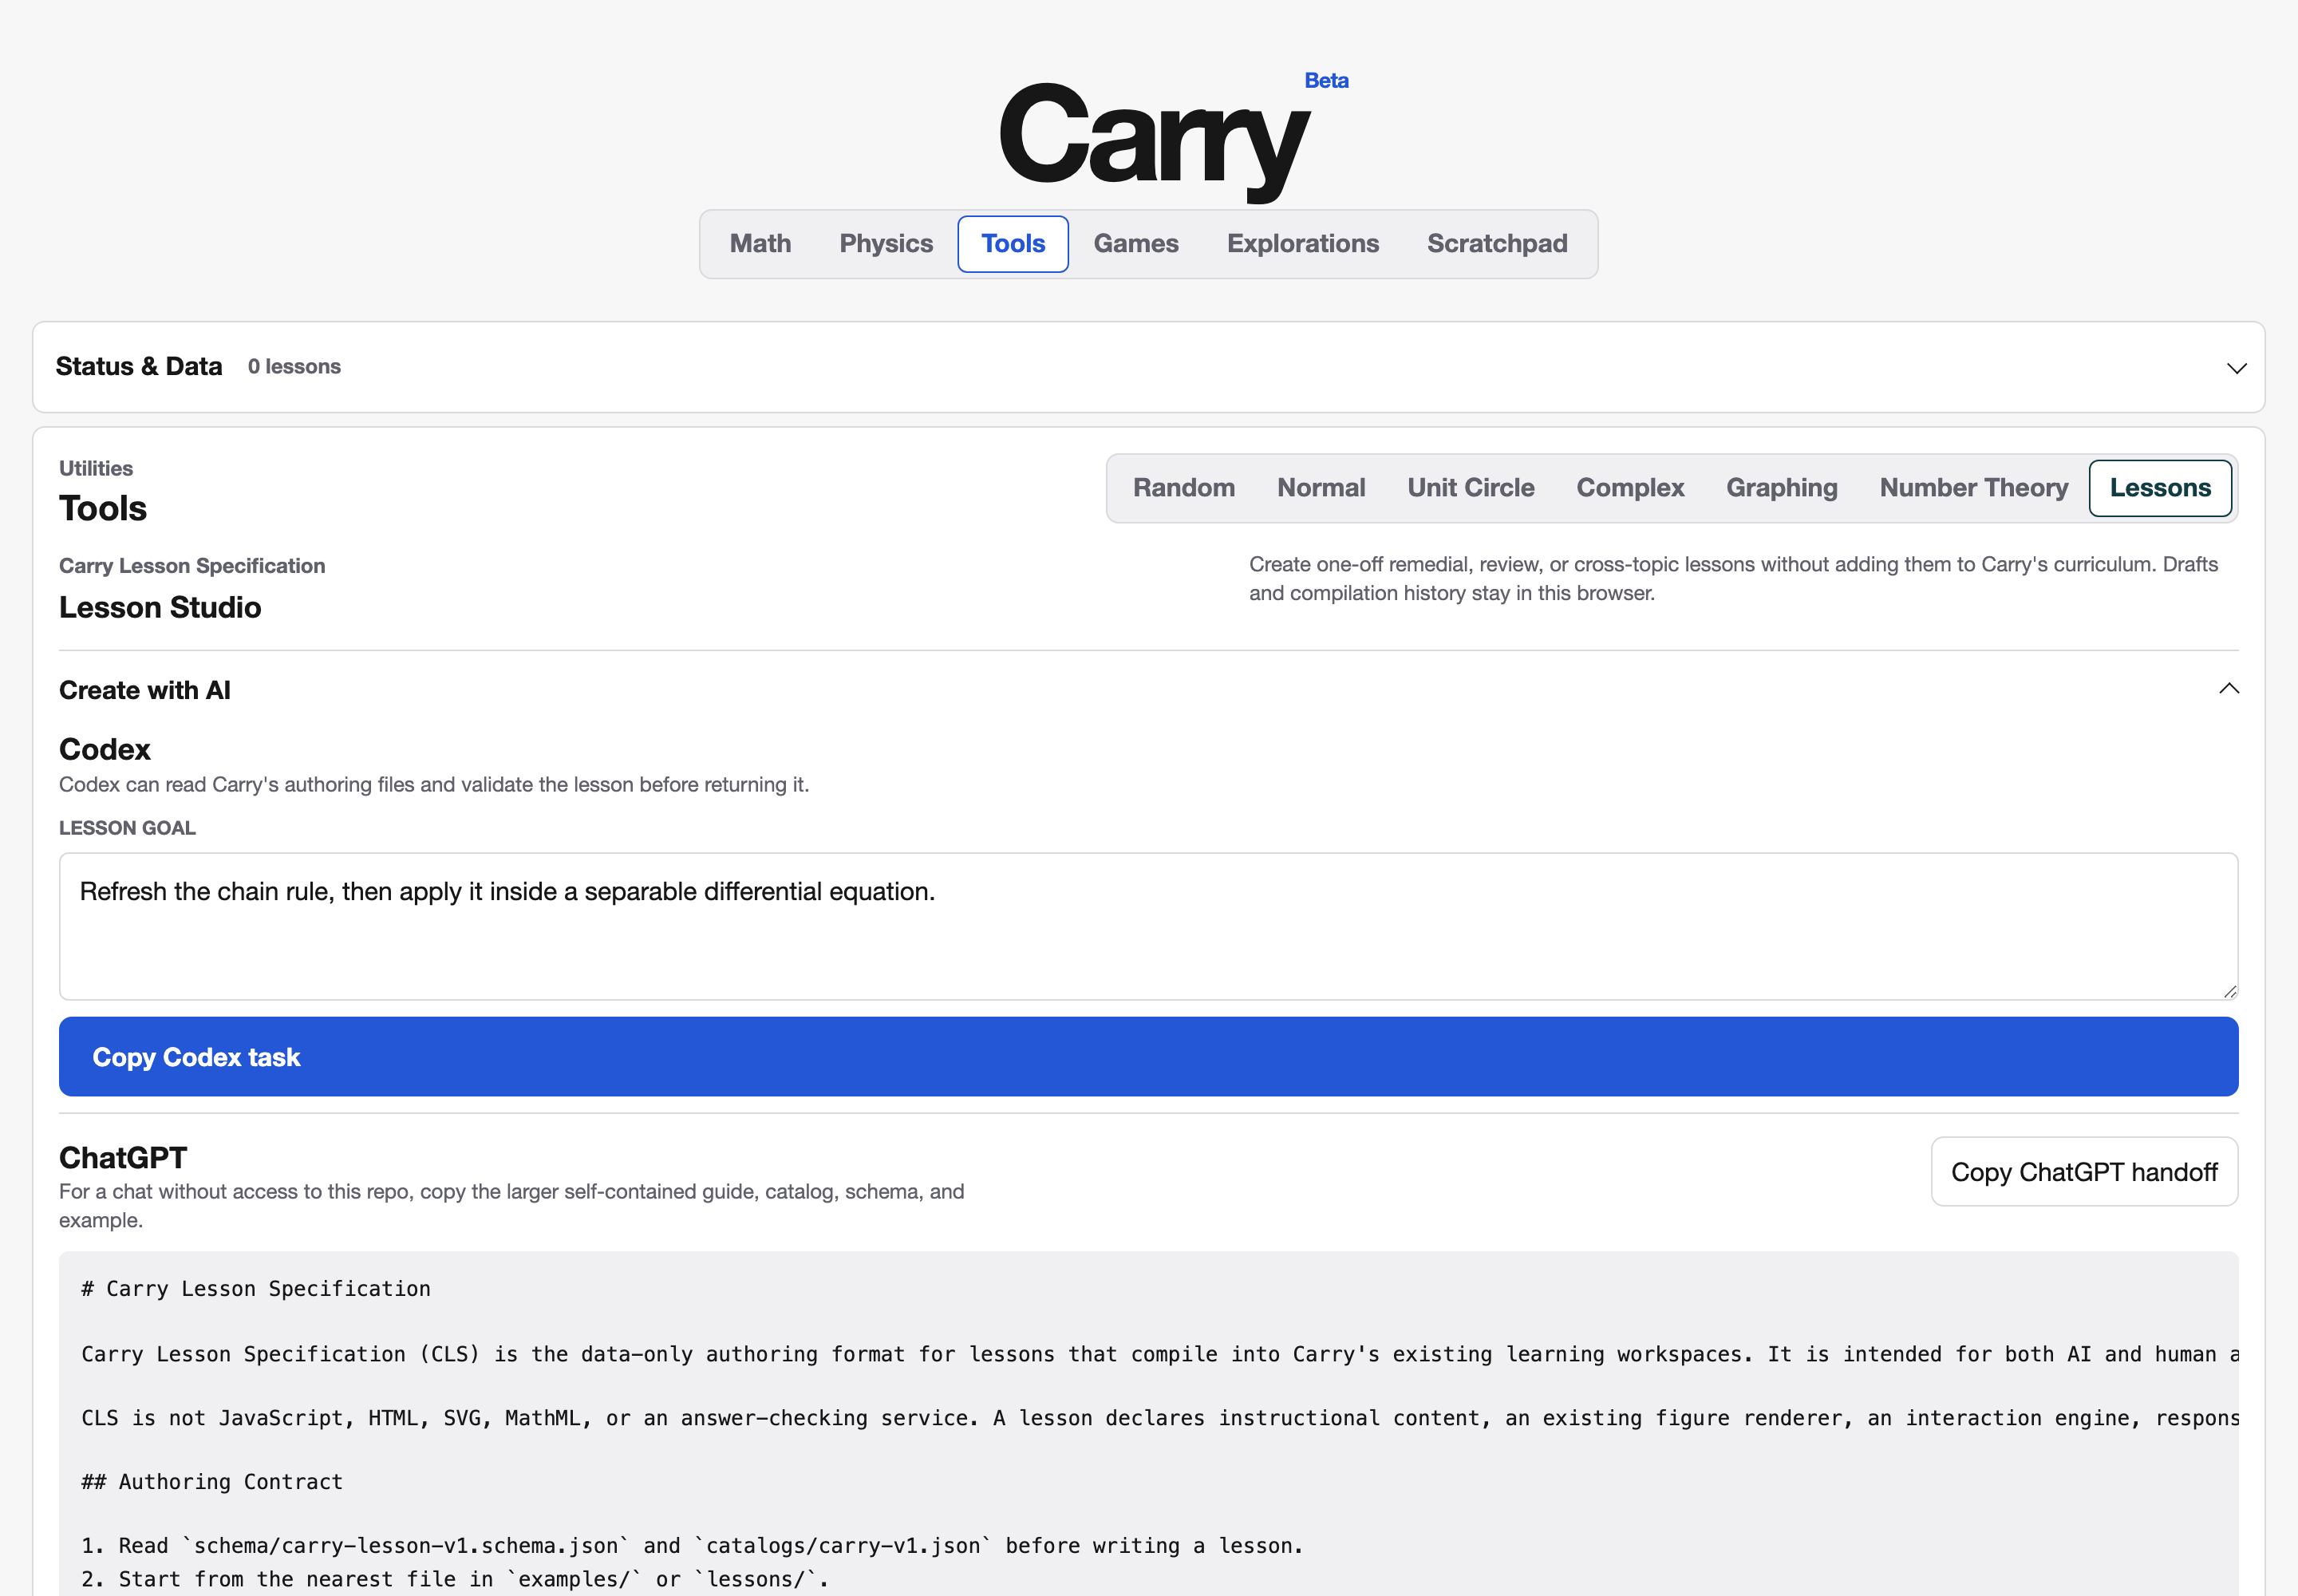 Carry
Beta
Math Physics Tools Games Explorations Scratchpad
Status & Data 0 lessons
Utilities
Tools
Random Normal Unit Circle Complex Graphing Number Theory Lessons
Carry Lesson Specification
Lesson Studio
Create one-off remedial, review, or cross-topic lessons without adding them to Carry's curriculum. Drafts
and compilation history stay in this browser.
Create with AI
Codex
Codex can read Carry's authoring files and validate the lesson before returning it.
LESSON GOAL
Refresh the chain rule, then apply it inside a separable differential equation.
Copy Codex task
ChatGPT
For a chat without access to this repo, copy the larger self-contained guide, catalog, schema, and
example.
Copy ChatGPT handoff
# Carry Lesson Specification
Carry Lesson Specification (CLS) is the data-only authoring format for lessons that compile into Carry's existing learning workspaces. It is intended for both AI and human a
CLS is not JavaScript, HTML, SVG, MathML, or an answer-checking service. A lesson declares instructional content, an existing figure renderer, an interaction engine, respons
## Authoring Contract
1. Read `schema/carry-lesson-v1.schema.json` and `catalogs/carry-v1.json` before writing a lesson.
2. Start from the nearest file in `examples/` or `lessons/`.